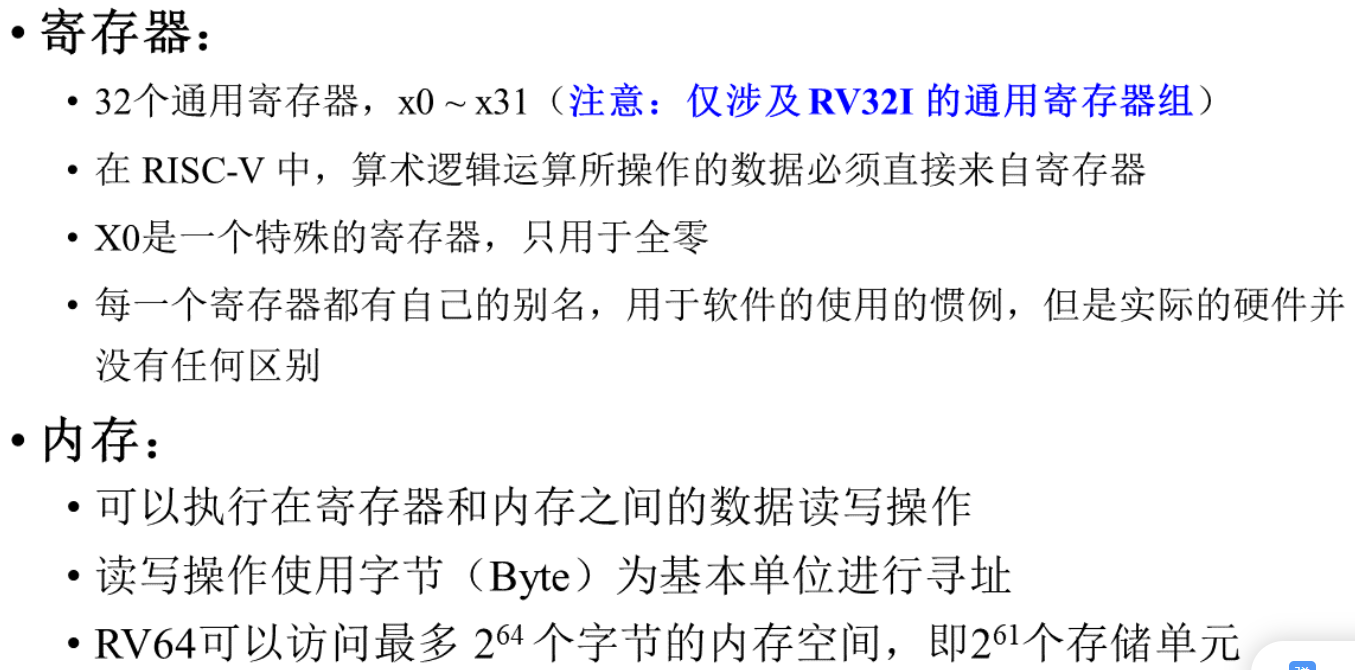 • 寄存器：
• 32个通用寄存器，x0 ~ x31（注意：仅涉及RV32I 的通用寄存器组）
• 在 RISC-V 中，算术逻辑运算所操作的数据必须直接来自寄存器
• X0是一个特殊的寄存器，只用于全零
• 每一个寄存器都有自己的别名，用于软件的使用的惯例，但是实际的硬件并
没有任何区别
• 内存：
• 可以执行在寄存器和内存之间的数据读写操作
• 读写操作使用字节（Byte）为基本单位进行寻址
• RV64可以访问最多 2⁶⁴ 个字节的内存空间，即2⁶¹个存储单元